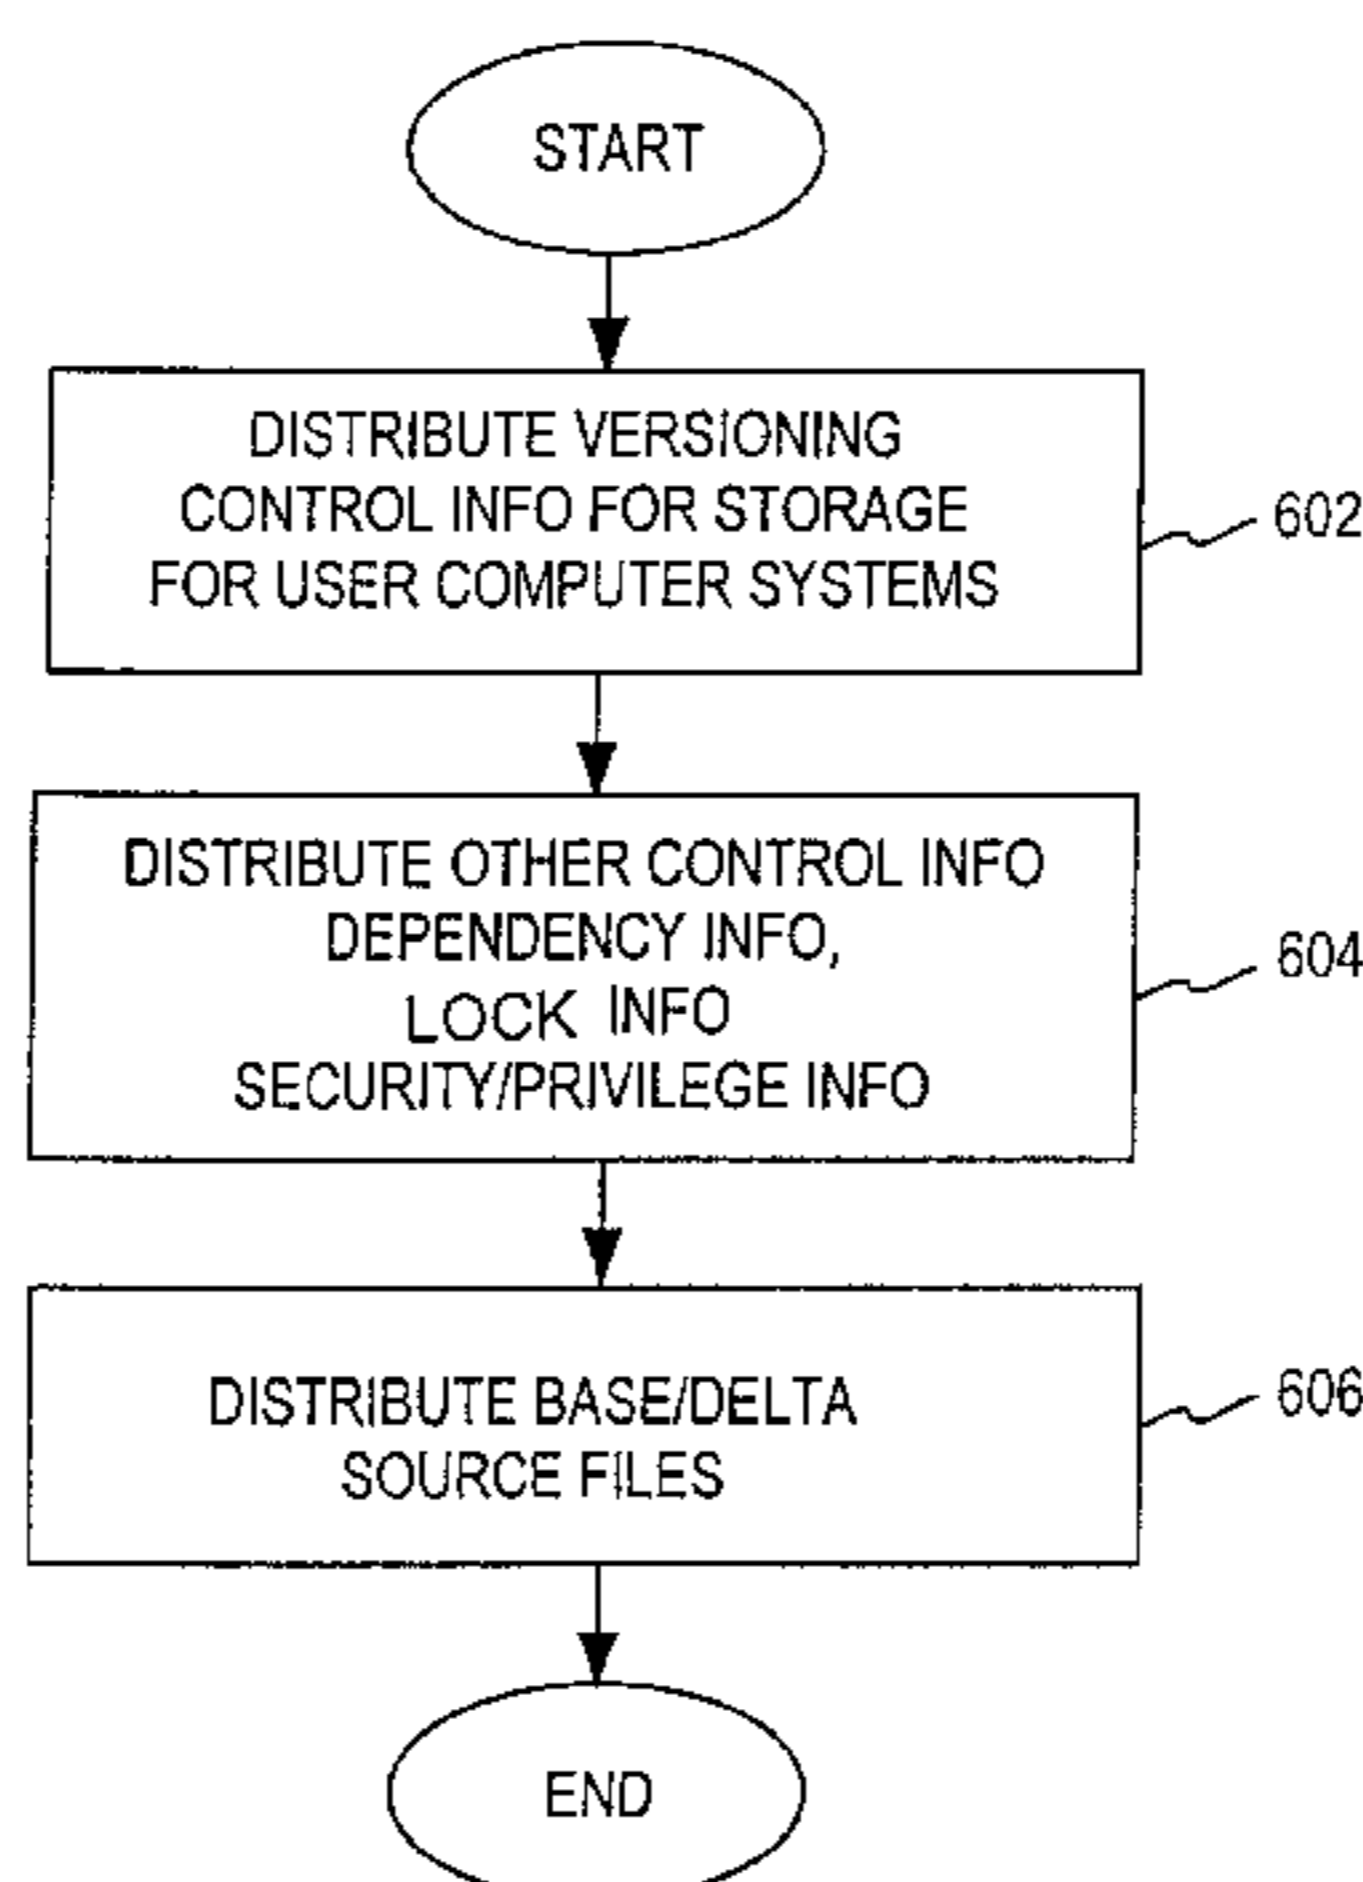 START
DISTRIBUTE VERSIONING
CONTROL INFO FOR STORAGE
FOR USER COMPUTER SYSTEMS
602
DISTRIBUTE OTHER CONTROL INFO
DEPENDENCY INFO,
LOCK INFO
SECURITY/PRIVILEGE INFO
604
DISTRIBUTE BASE/DELTA
SOURCE FILES
606
END